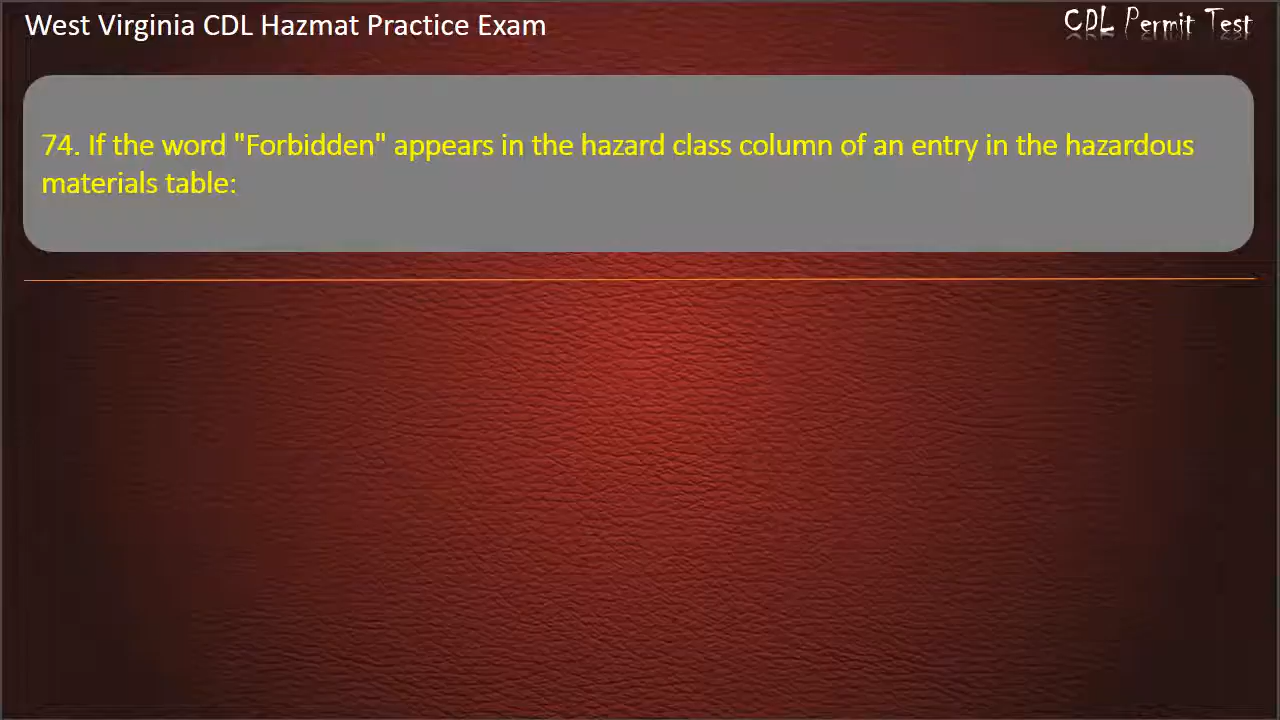 West Virginia CDL Hazmat Practice Exam
CDL Permit Test
74. If the word "Forbidden" appears in the hazard class column of an entry in the hazardous
materials table: